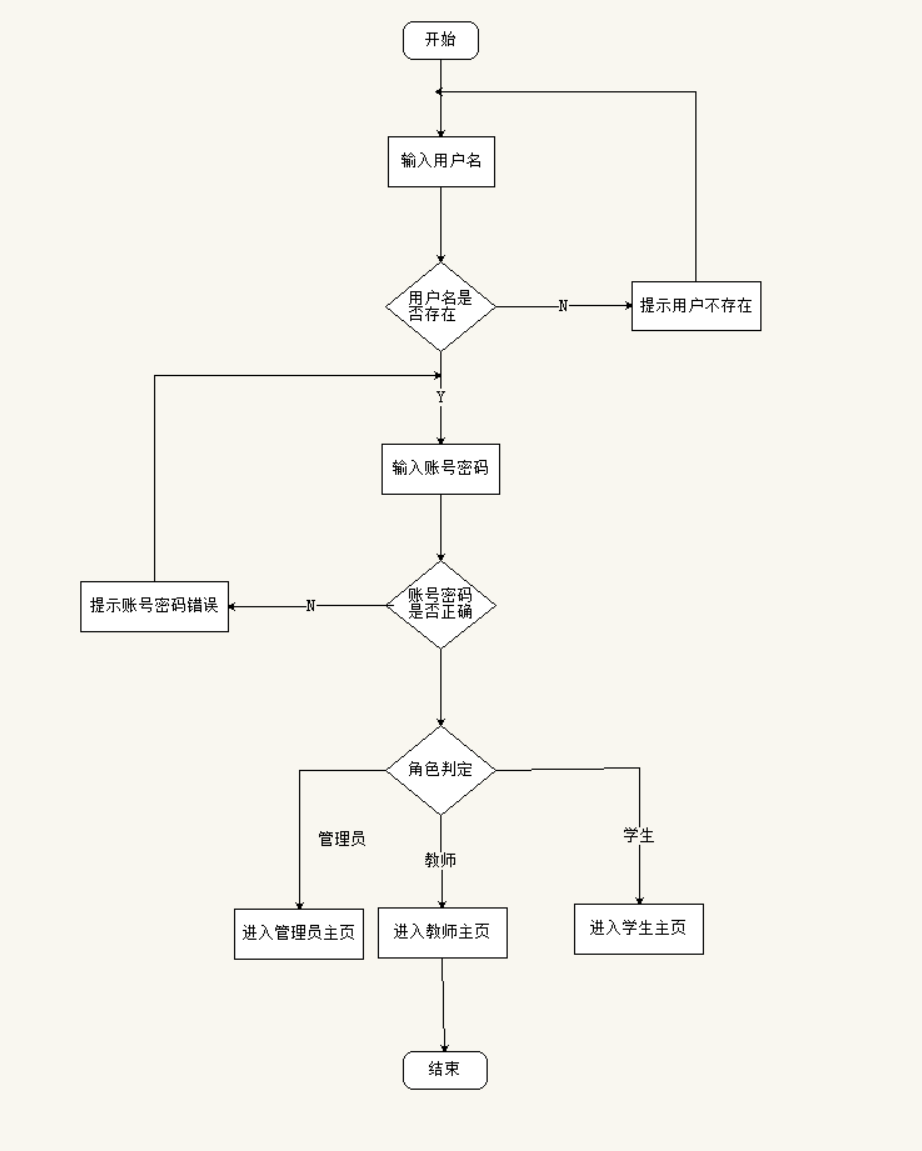 开始
输入用户名
用户名是
否存在
N
提示用户不存在
Y
输入账号密码
账号密码
是否正确
N
提示账号密码错误
角色判定
管理员
教师
学生
进入管理员主页
进入教师主页
进入学生主页
结束